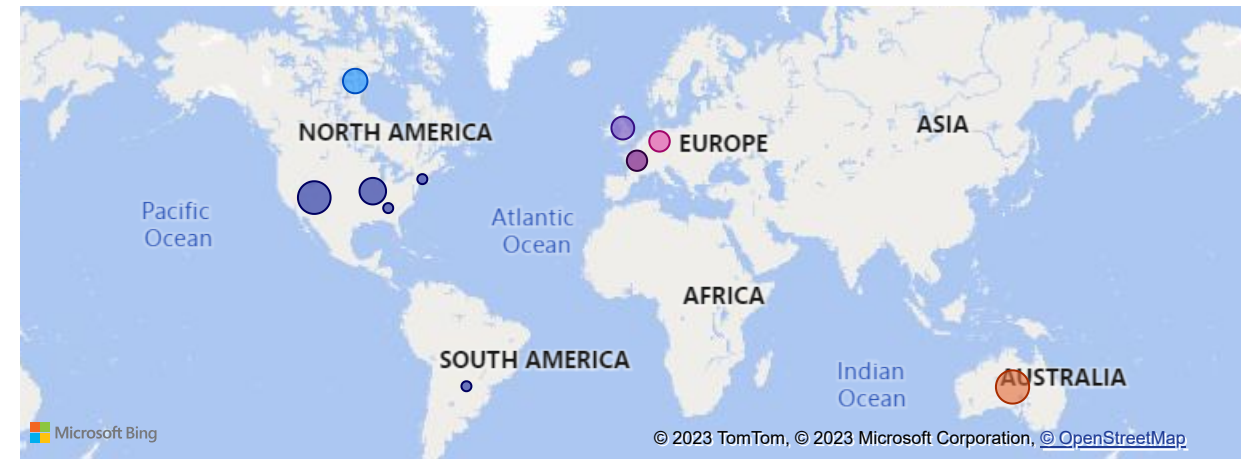 NORTH AMERICA
EUROPE
ASIA
Pacific
Ocean
Atlantic
Ocean
AFRICA
SOUTH AMERICA
Indian
Ocean
AUSTRALIA
Microsoft Bing
© 2023 TomTom, © 2023 Microsoft Corporation, © OpenStreetMap